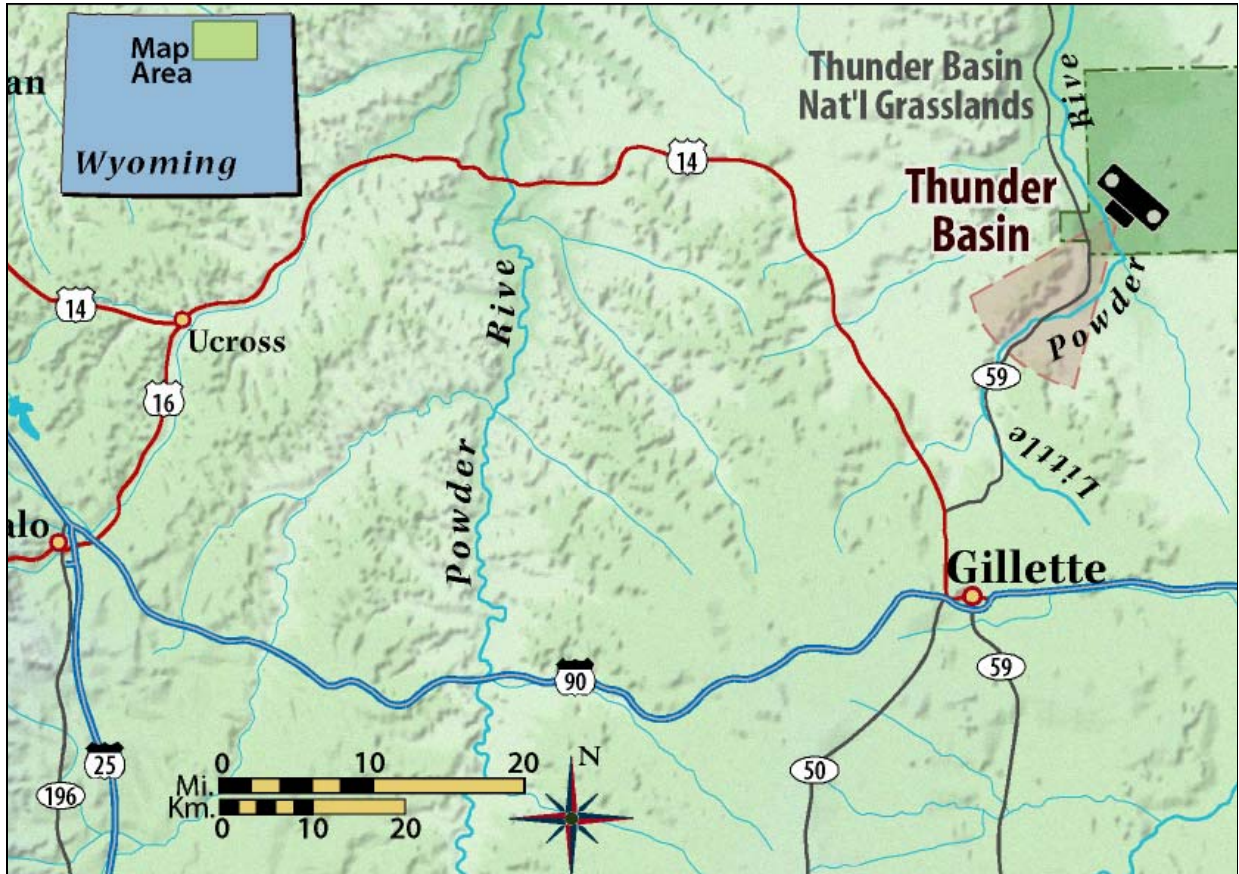 Map
Area
Wyoming
an
Thunder Basin
Nat'l Grasslands
Rive
14
Thunder
Basin
14
Ucross
Rive
Powder
16
59
Powder
Little
alo
Gillette
90
59
25
50
196
0 10 20
Mi.
Km.
0 10 20
N